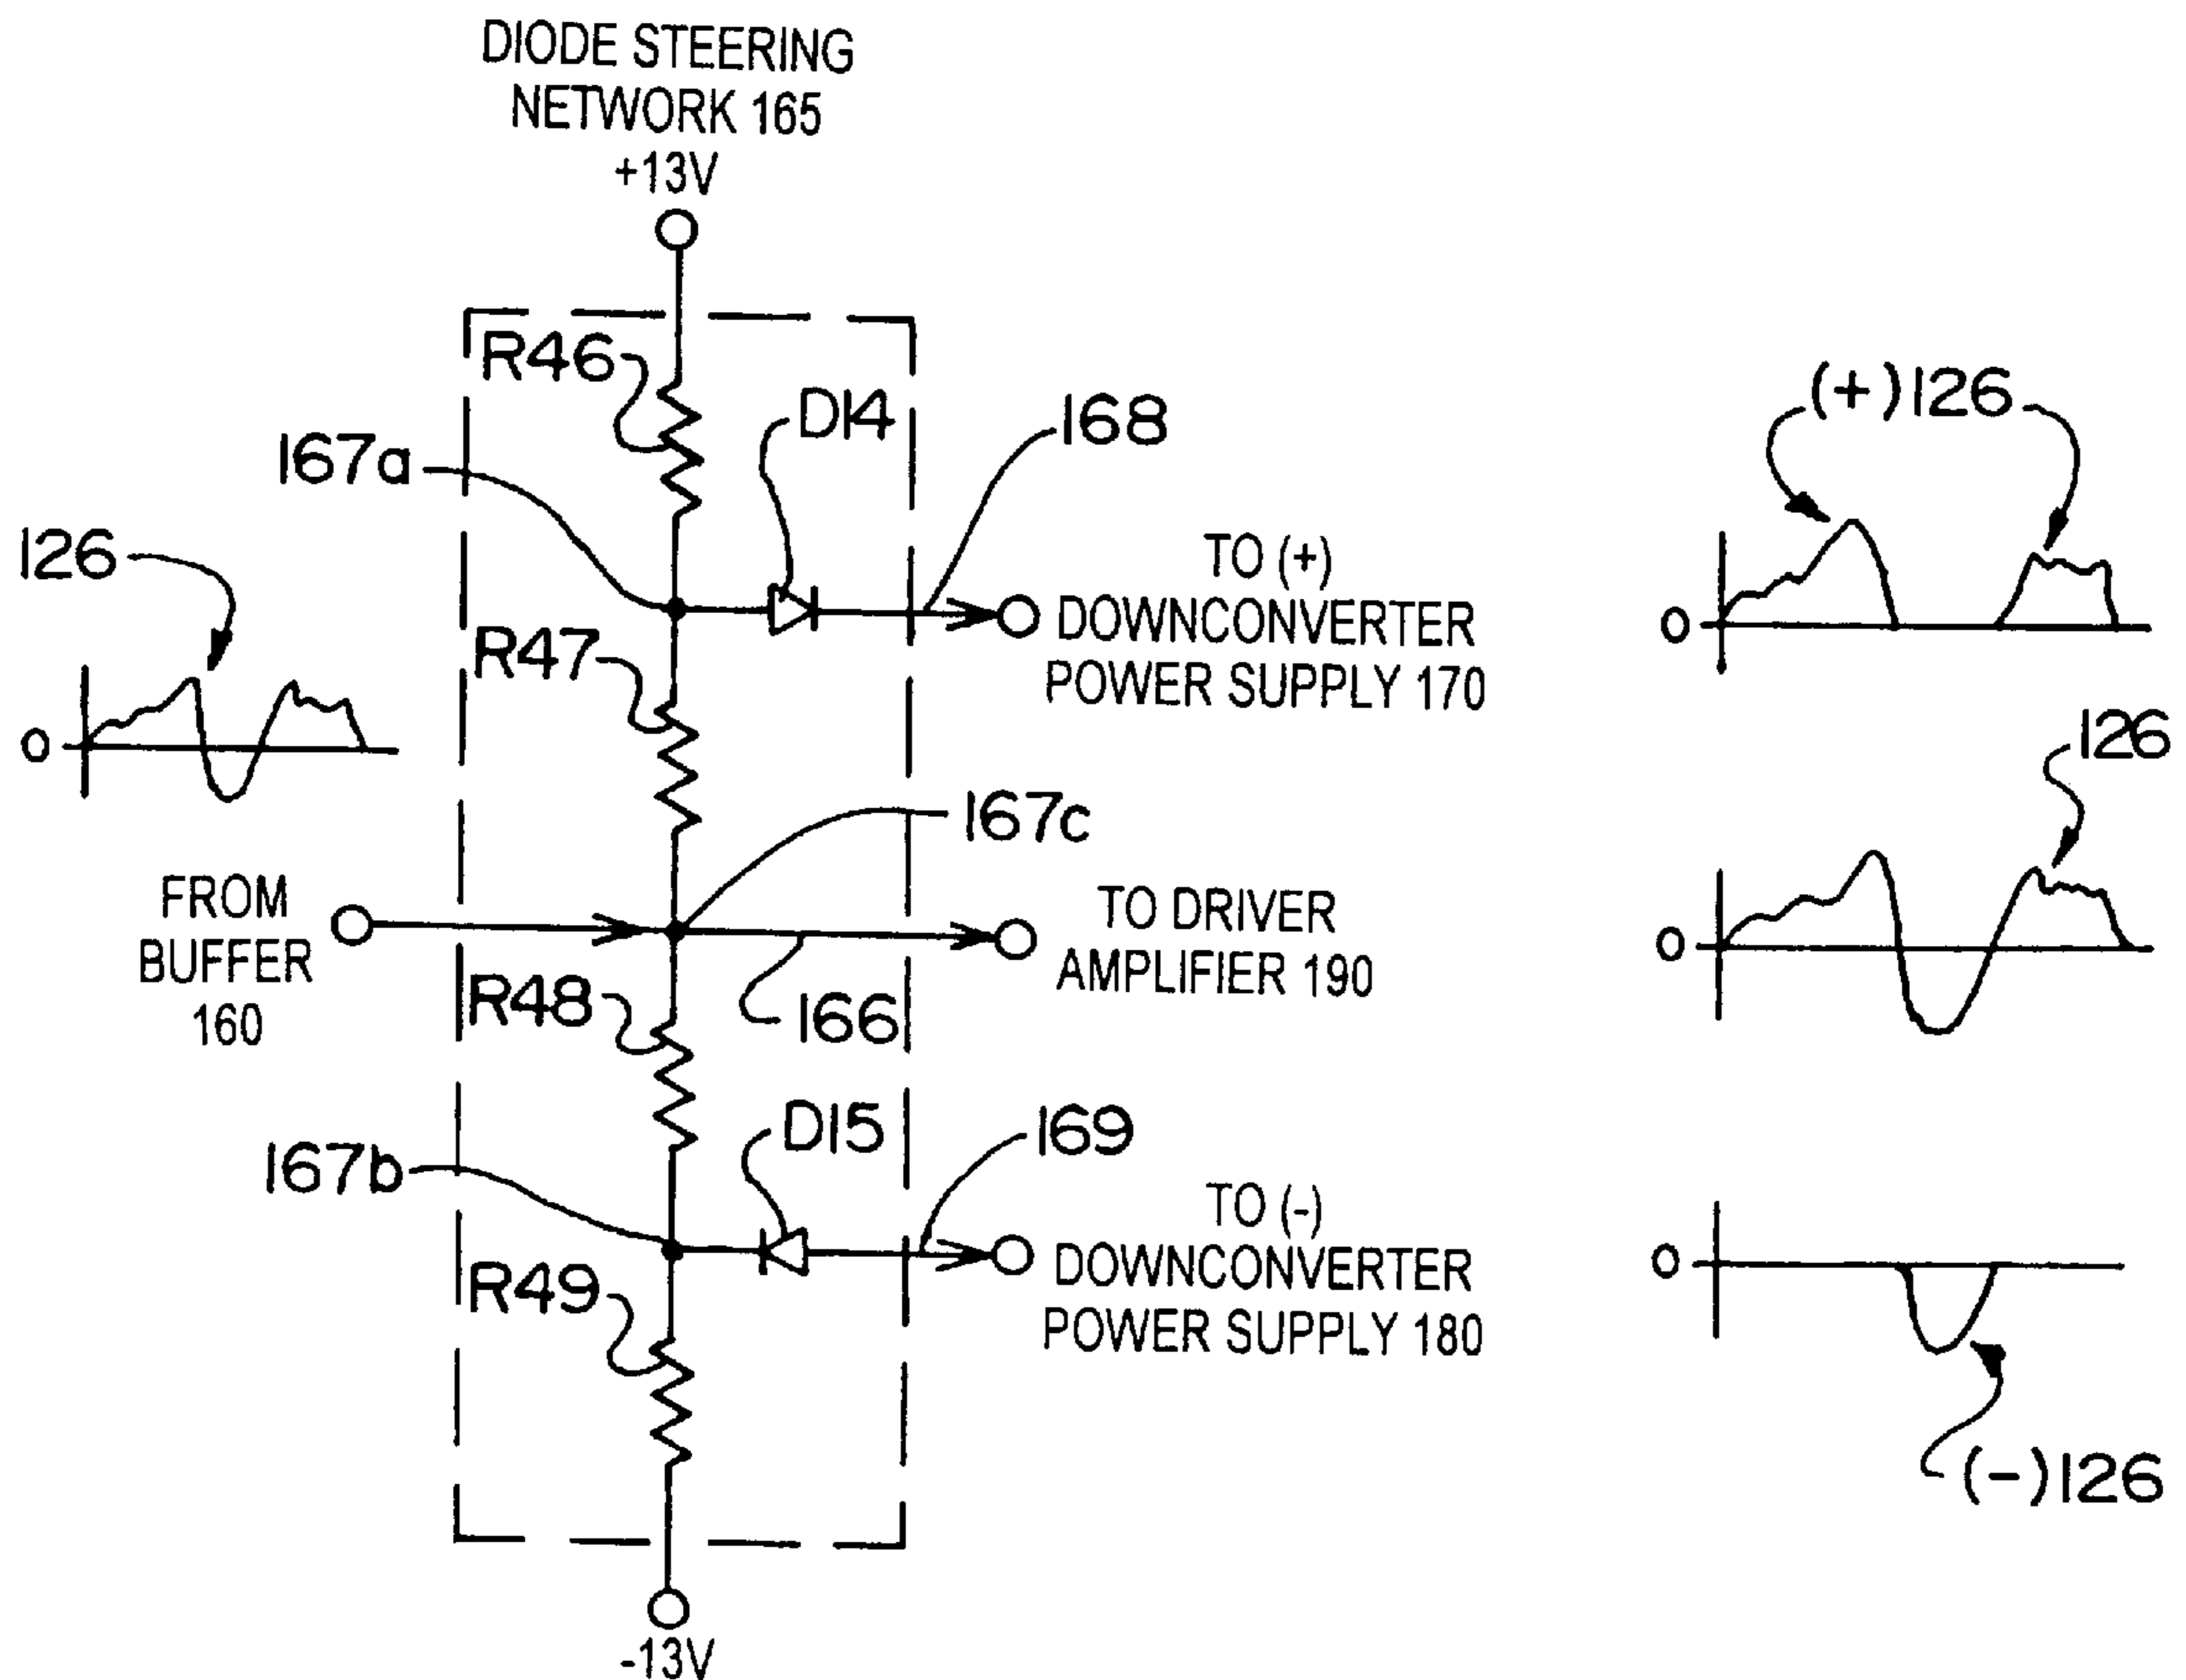 DIODE STEERING
NETWORK 165
+13V
R46
D14
168
(+)126
167a
126
TO (+)
DOWNCONVERTER
POWER SUPPLY 170
0
R47
0
126
167c
FROM
BUFFER
160
TO DRIVER
AMPLIFIER 190
0
R48
166
D15
169
167b
TO (-)
DOWNCONVERTER
POWER SUPPLY 180
0
R49
(-)126
-13V